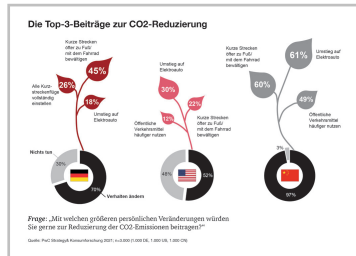 Die Top-3-Beiträge zur CO2-Reduzierung
Kurze Strecken
öfter zu Fuß/
mit dem Fahrrad
bewältigen
45%
Alle Kurz-
streckenflüge
vollständig
einstellen
26%
18%
Umstieg auf
Elektroauto
Nichts tun
30%
70%
Verhalten ändern
Umstieg auf
Elektroauto
30%
22%
12%
Kurze Strecken
öfter zu Fuß/
mit dem Fahrrad
bewältigen
Öffentliche
Verkehrsmittel
häufiger nutzen
48%
52%
Kurze Strecken
öfter zu Fuß/
mit dem Fahrrad
bewältigen
61%
Umstieg auf
Elektroauto
60%
49%
Öffentliche
Verkehrsmittel
häufiger nutzen
3%
97%
Frage: „Mit welchen größeren persönlichen Veränderungen würden
Sie gerne zur Reduzierung der CO2-Emissionen beitragen?“
Quelle: PwC Strategy& Konsumforschung 2021; n=3.000 (1.000 DE, 1.000 US, 1.000 CN)